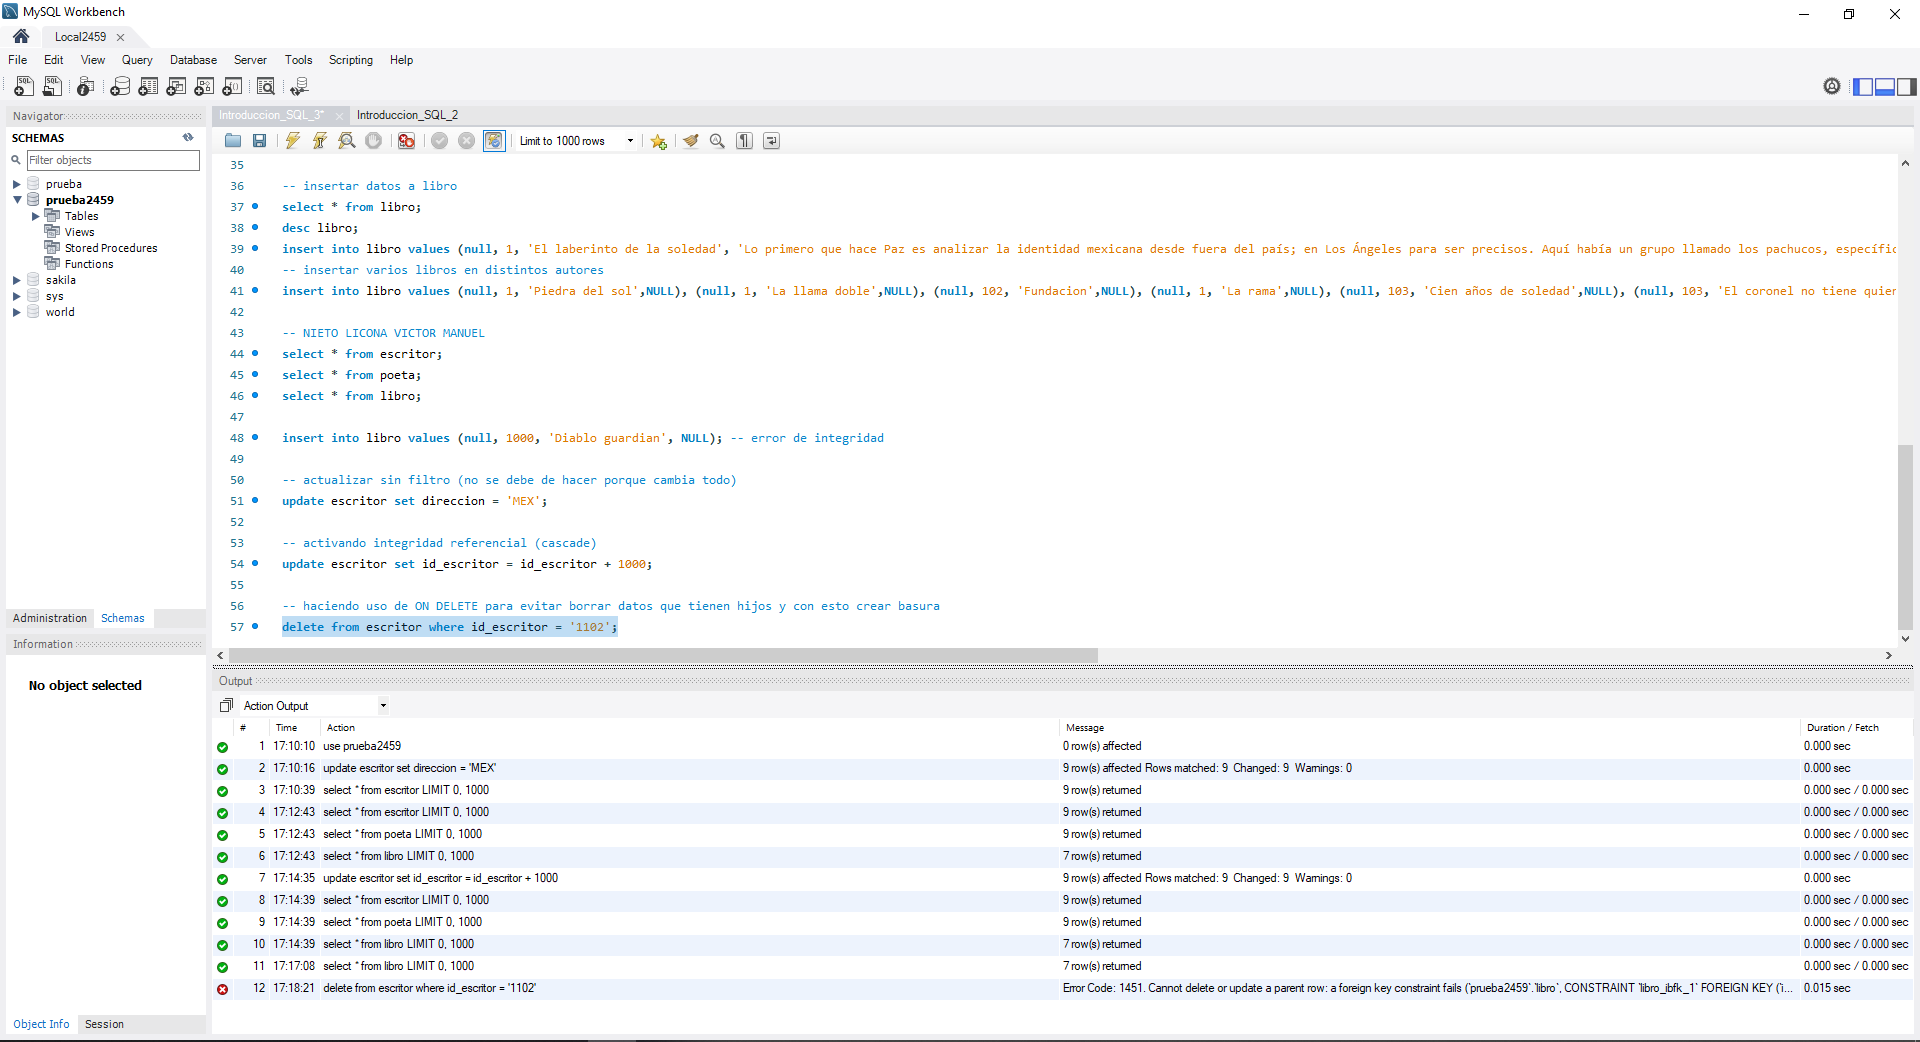 MySQL Workbench
Local2459
File Edit View Query Database Server Tools Scripting Help
Navigator
SCHEMAS
Filter objects
prueba
prueba2459
Tables
Views
Stored Procedures
Functions
sakila
sys
world
Administration Schemas
Information
No object selected
Object Info Session
Introduccion_SQL_3* Introduccion_SQL_2
Limit to 1000 rows
35
36 -- insertar datos a libro
37 select * from libro;
38 desc libro;
39 insert into libro values (null, 1, 'El laberinto de la soledad', 'Lo primero que hace Paz es analizar la identidad mexicana desde fuera del país; en Los Ángeles para ser precisos. Aquí había un grupo llamado los pachucos, específic
40 -- insertar varios libros en distintos autores
41 insert into libro values (null, 1, 'Piedra del sol',NULL), (null, 1, 'La llama doble',NULL), (null, 102, 'Fundacion',NULL), (null, 1, 'La rama',NULL), (null, 103, 'Cien años de soledad',NULL), (null, 103, 'El coronel no tiene quien
42
43 -- NIETO LICONA VICTOR MANUEL
44 select * from escritor;
45 select * from poeta;
46 select * from libro;
47
48 insert into libro values (null, 1000, 'Diablo guardian', NULL); -- error de integridad
49
50 -- actualizar sin filtro (no se debe de hacer porque cambia todo)
51 update escritor set direccion = 'MEX';
52
53 -- activando integridad referencial (cascade)
54 update escritor set id_escritor = id_escritor + 1000;
55
56 -- haciendo uso de ON DELETE para evitar borrar datos que tienen hijos y con esto crear basura
57 delete from escritor where id_escritor = '1102';
Output
Action Output
# Time Action Message Duration / Fetch
1 17:10:10 use prueba2459 0 row(s) affected 0.000 sec
2 17:10:16 update escritor set direccion = 'MEX' 9 row(s) affected Rows matched: 9 Changed: 9 Warnings: 0 0.000 sec
3 17:10:39 select * from escritor LIMIT 0, 1000 9 row(s) returned 0.000 sec / 0.000 sec
4 17:12:43 select * from escritor LIMIT 0, 1000 9 row(s) returned 0.000 sec / 0.000 sec
5 17:12:43 select * from poeta LIMIT 0, 1000 9 row(s) returned 0.000 sec / 0.000 sec
6 17:12:43 select * from libro LIMIT 0, 1000 7 row(s) returned 0.000 sec / 0.000 sec
7 17:14:35 update escritor set id_escritor = id_escritor + 1000 9 row(s) affected Rows matched: 9 Changed: 9 Warnings: 0 0.000 sec
8 17:14:39 select * from escritor LIMIT 0, 1000 9 row(s) returned 0.000 sec / 0.000 sec
9 17:14:39 select * from poeta LIMIT 0, 1000 9 row(s) returned 0.000 sec / 0.000 sec
10 17:14:39 select * from libro LIMIT 0, 1000 7 row(s) returned 0.000 sec / 0.000 sec
11 17:17:08 select * from libro LIMIT 0, 1000 7 row(s) returned 0.000 sec / 0.000 sec
12 17:18:21 delete from escritor where id_escritor = '1102' Error Code: 1451. Cannot delete or update a parent row: a foreign key constraint fails (`prueba2459`.`libro`, CONSTRAINT `libro_ibfk_1` FOREIGN KEY (`i... 0.015 sec